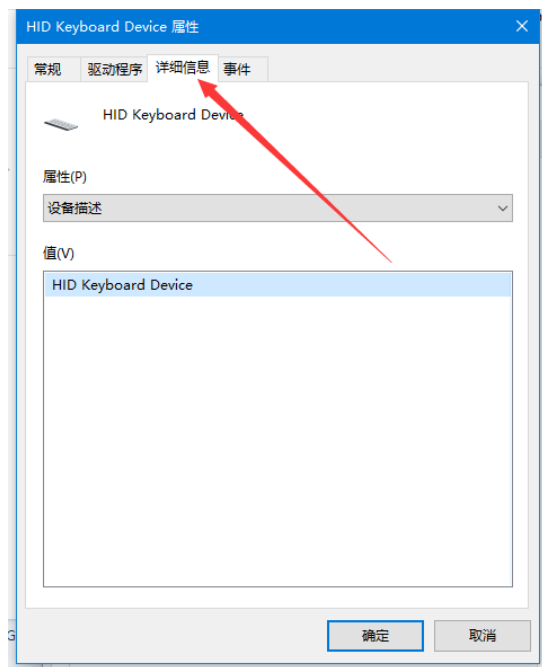 HID Keyboard Device 属性
常规 驱动程序 详细信息 事件
HID Keyboard Device
属性(P)
设备描述
值(V)
HID Keyboard Device
确定 取消
G